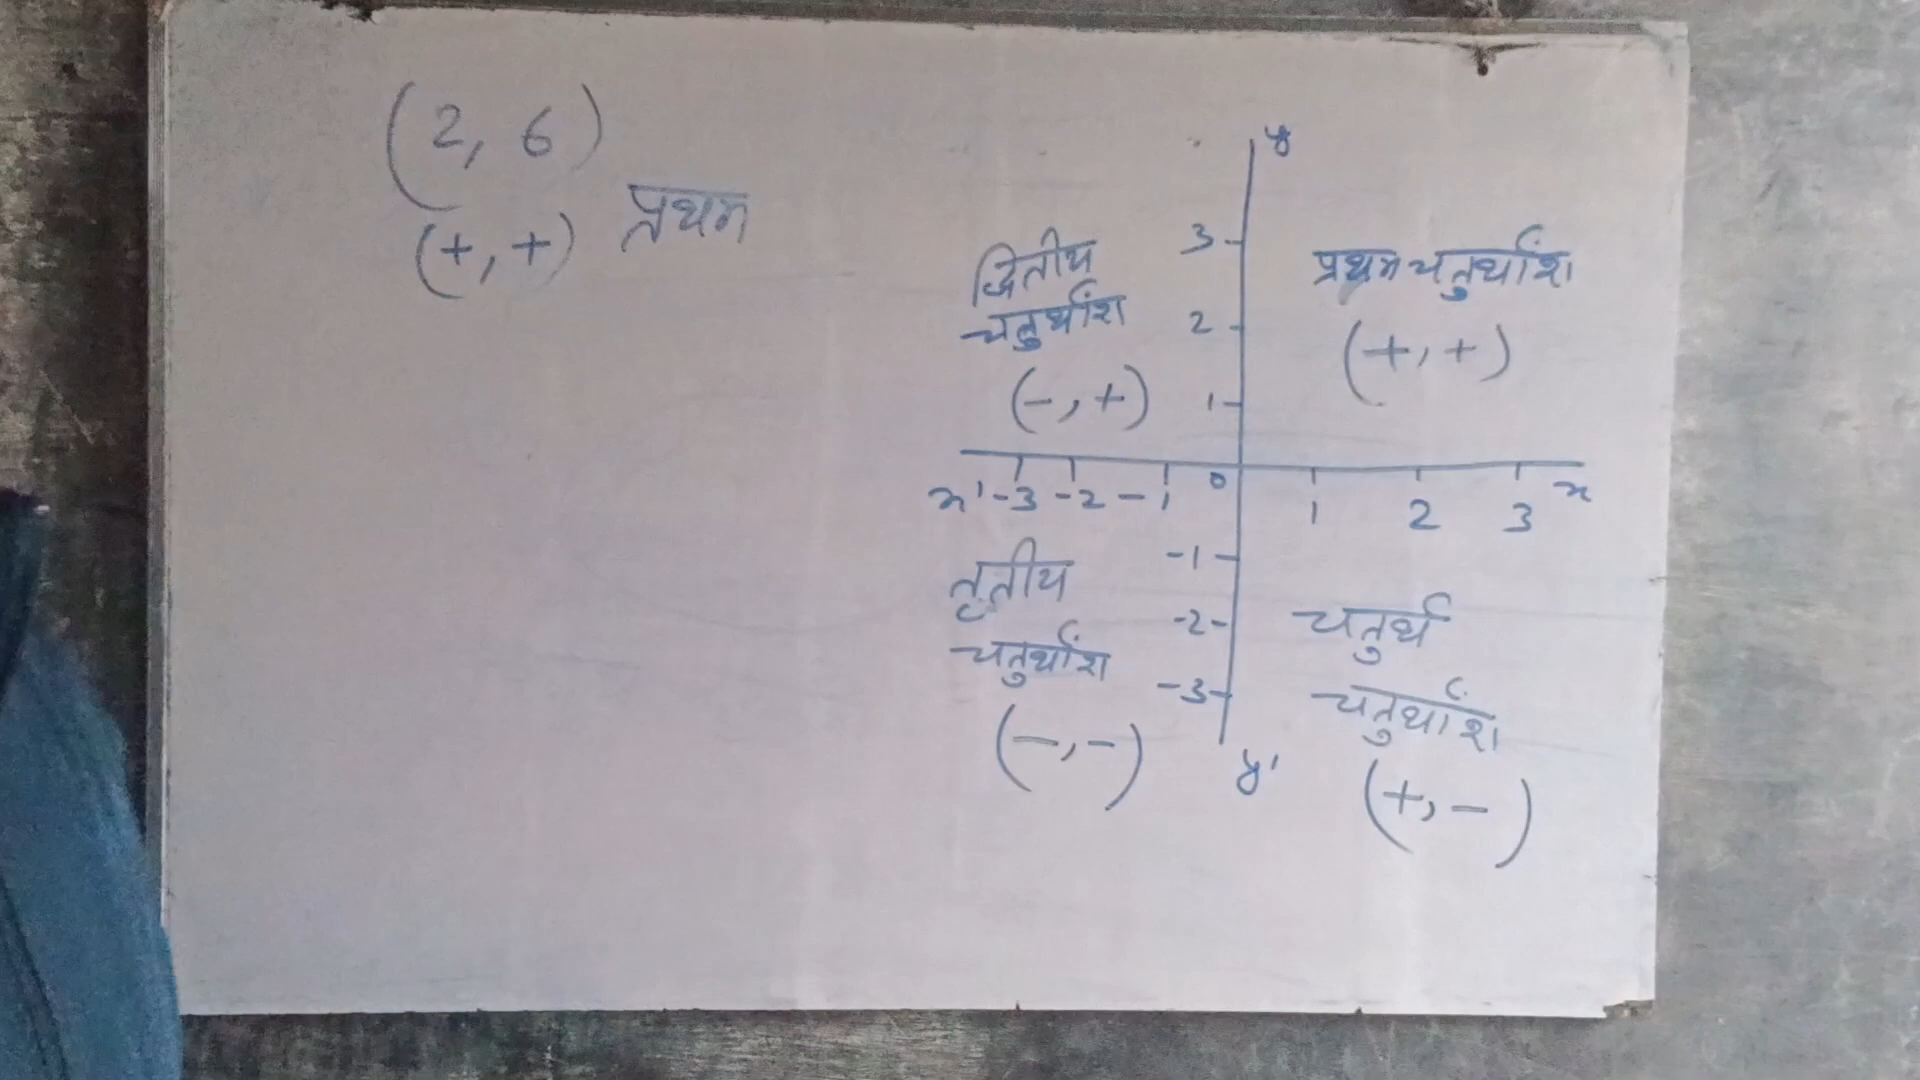 (2, 6)
(+,+) प्रथम
y
द्वितीय
चतुर्थांश
(-,+)
3
2
1
प्रथम चतुर्थांश
(+,+)
x' -3 -2 -1 0 1 2 3 x
तृतीय
चतुर्थांश
(-,-)
-1
-2
-3
y'
चतुर्थ
चतुर्थांश
(+,-)